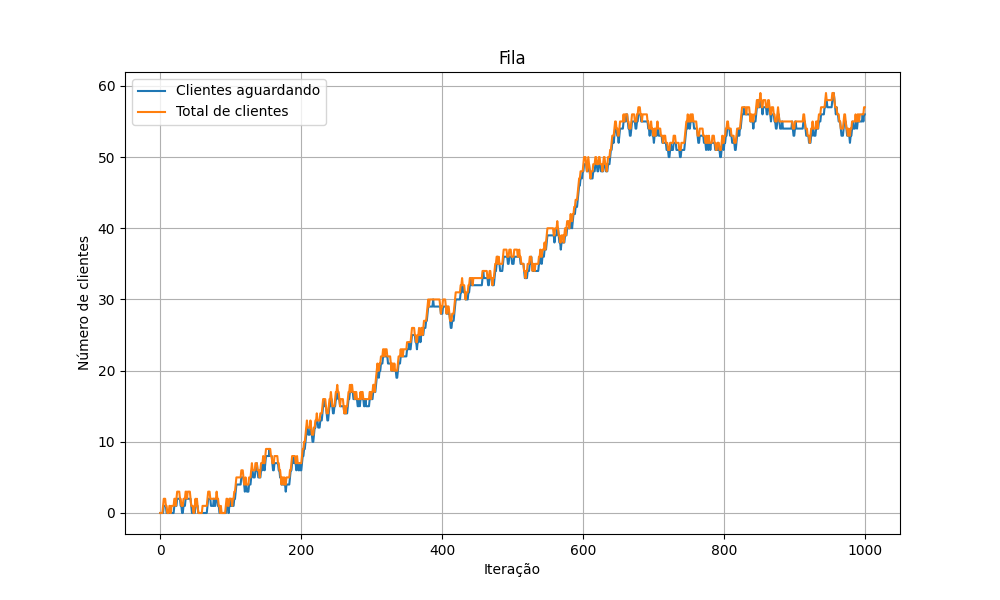 Fila
Clientes aguardando
Total de clientes
Número de clientes
60
50
40
30
20
10
0
0 200 400 600 800 1000
Iteração